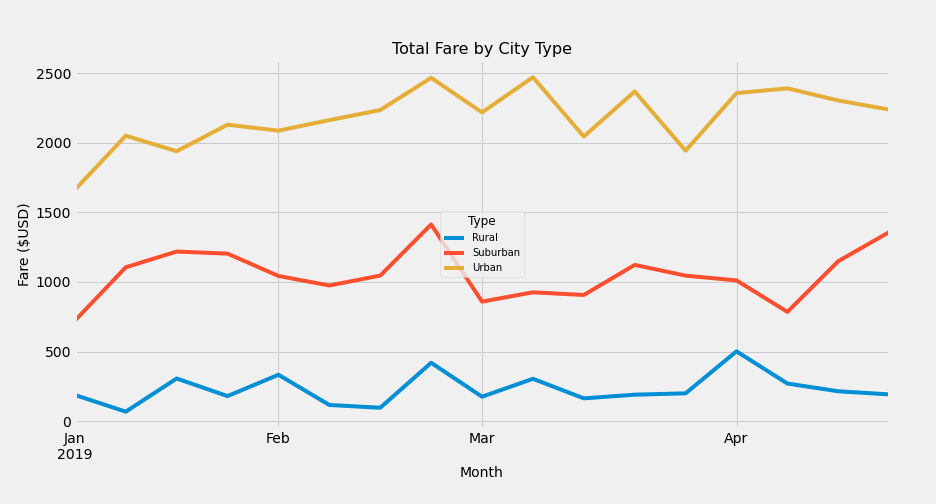 Total Fare by City Type
2500
2000
1500
1000
500
0
Fare ($USD)
Type
Rural
Suburban
Urban
Jan Feb Mar Apr
2019
Month